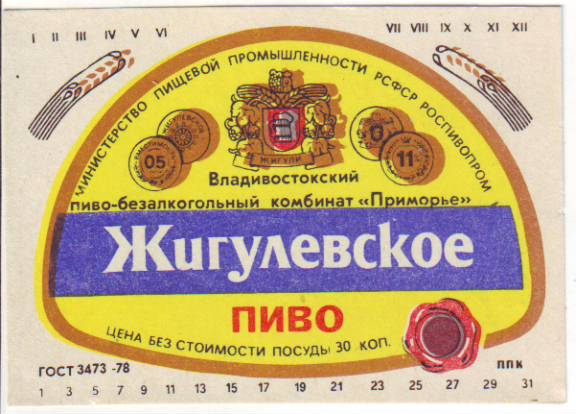 I II III IV V VI
VII VIII IX X XI XII
МИНИСТЕРСТВО ПИЩЕВОЙ ПРОМЫШЛЕННОСТИ РСФСР РОСПИВОПРОМ
ЖИГУЛЕВСКОЕ
05
11
ЖИГУЛИ
Владивостокский
пиво-безалкогольный комбинат «Приморье»
Жигулевское
ПИВО
ЦЕНА БЕЗ СТОИМОСТИ ПОСУДЫ 30 КОП.
ГОСТ 3473 -78
ППК
1 3 5 7 9 11 13 15 17 19 21 23 25 27 29 31